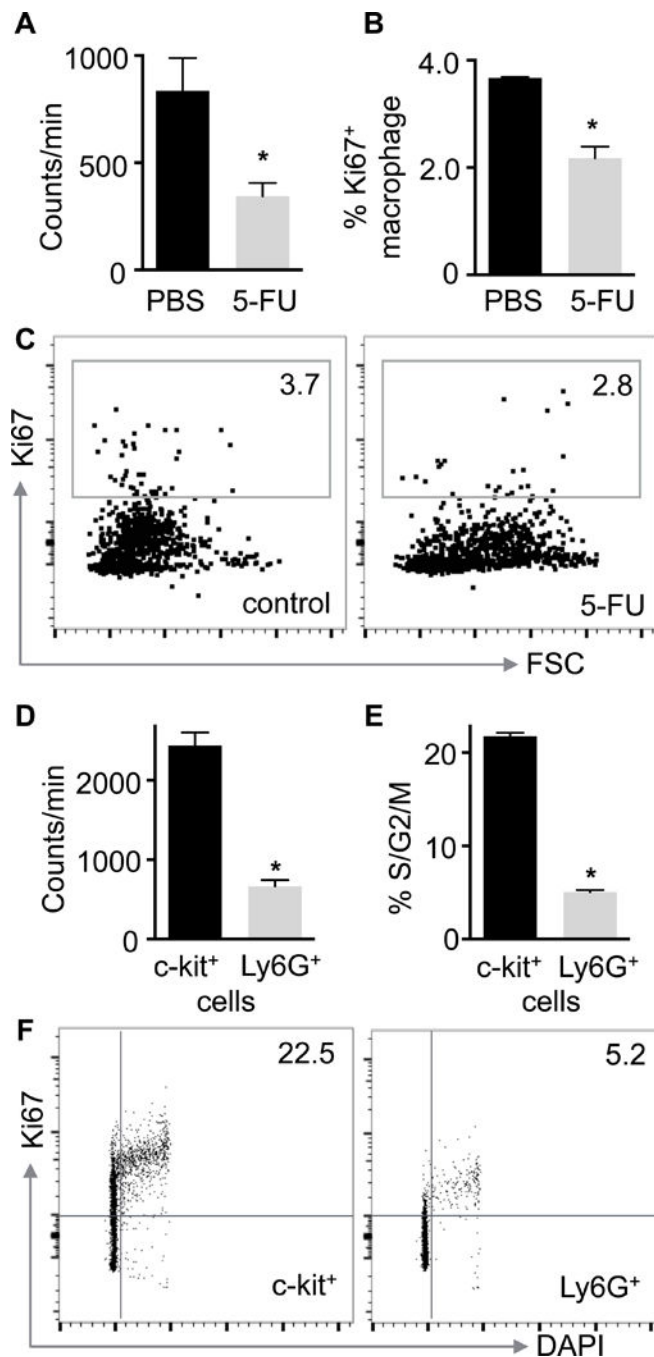 A
Counts/min
1000
500
0
PBS 5-FU
*
B
% Ki67+
macrophage
4.0
2.0
0
PBS 5-FU
*
C
Ki67
3.7
control
2.8
5-FU
FSC
D
Counts/min
2000
1000
0
c-kit+ Ly6G+
cells
*
E
% S/G2/M
20
10
0
c-kit+ Ly6G+
cells
*
F
Ki67
22.5
c-kit+
5.2
Ly6G+
DAPI